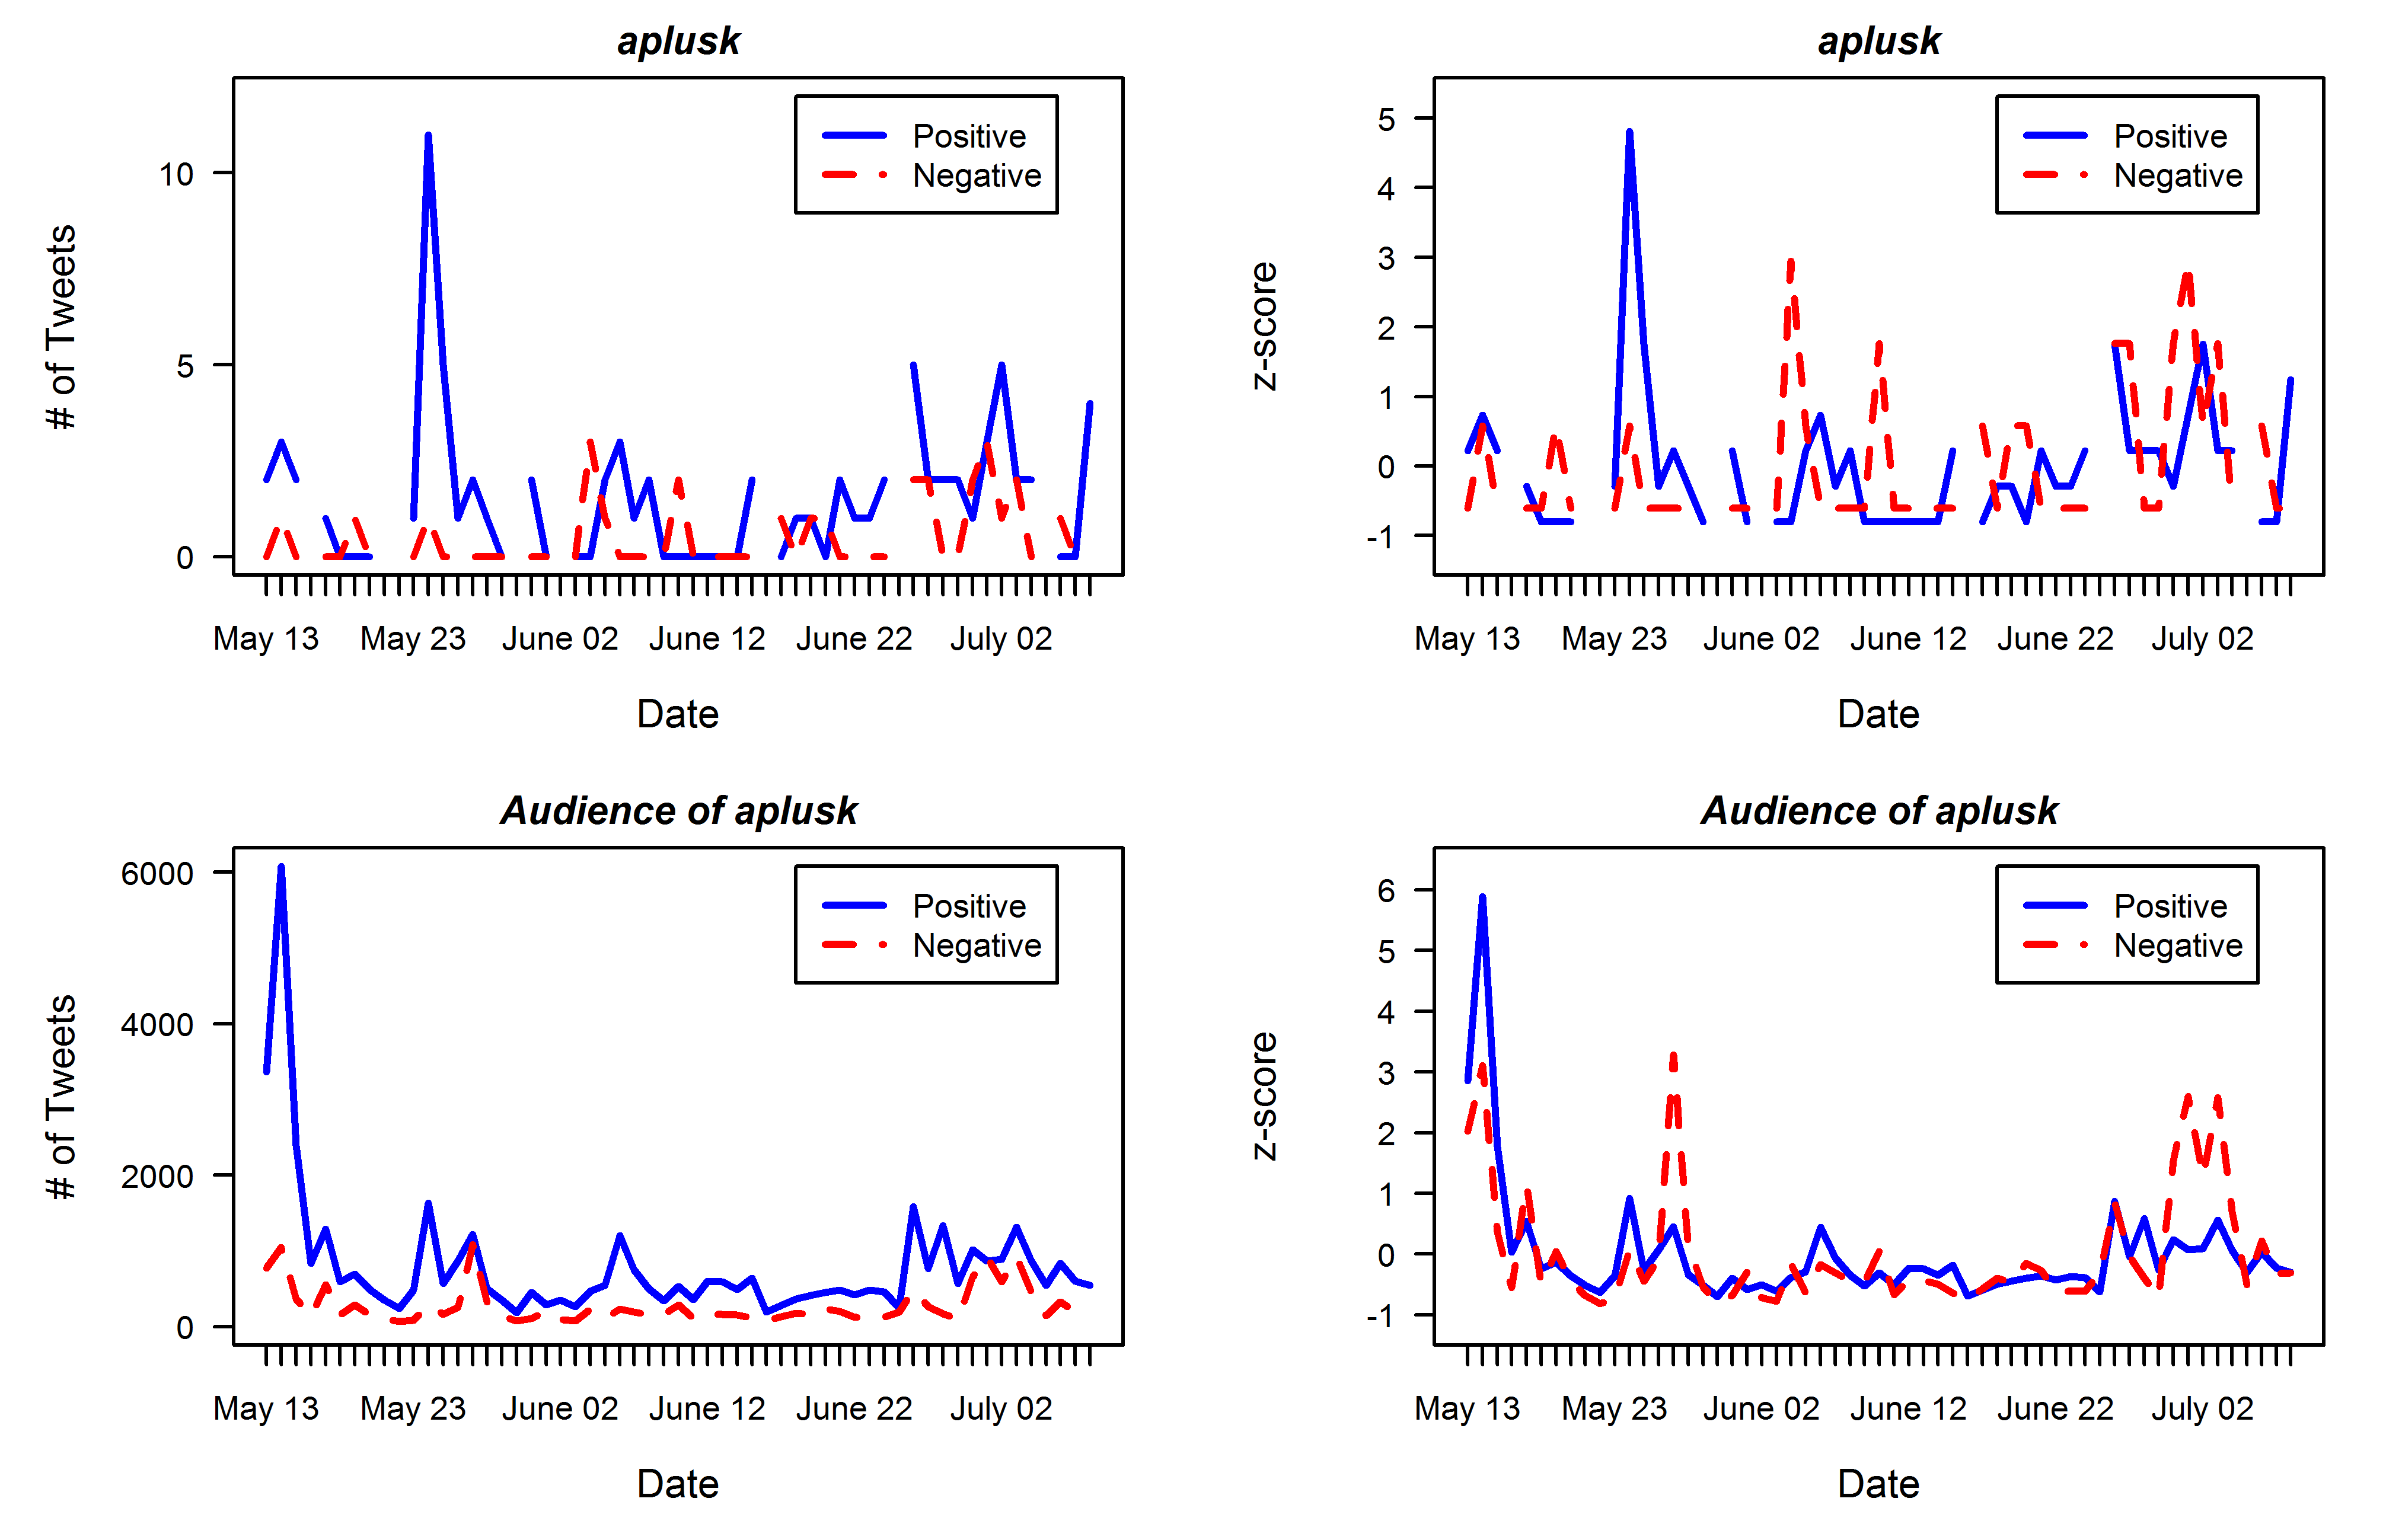 aplusk
# of Tweets
10
5
0
Positive
Negative
May 13 May 23 June 02 June 12 June 22 July 02
Date
aplusk
z-score
5
4
3
2
1
0
-1
Positive
Negative
May 13 May 23 June 02 June 12 June 22 July 02
Date
Audience of aplusk
# of Tweets
6000
4000
2000
0
Positive
Negative
May 13 May 23 June 02 June 12 June 22 July 02
Date
Audience of aplusk
z-score
6
5
4
3
2
1
0
-1
Positive
Negative
May 13 May 23 June 02 June 12 June 22 July 02
Date